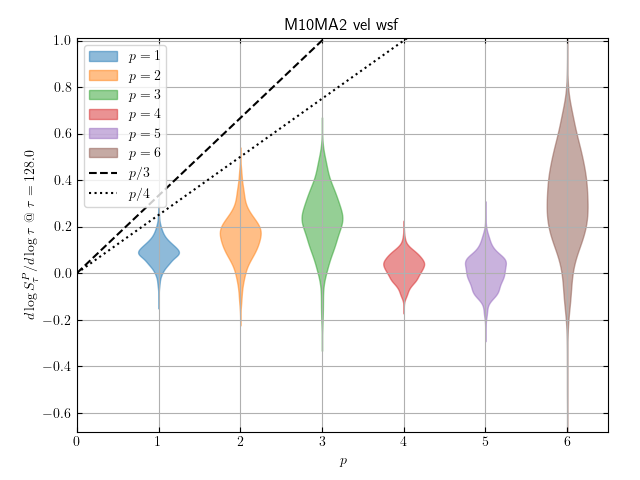 M10MA2 vel wsf
d log S_τ^P / d log τ @ τ = 128.0
1.0
0.8
0.6
0.4
0.2
0.0
−0.2
−0.4
−0.6
p = 1
p = 2
p = 3
p = 4
p = 5
p = 6
p/3
p/4
0 1 2 3 4 5 6
p